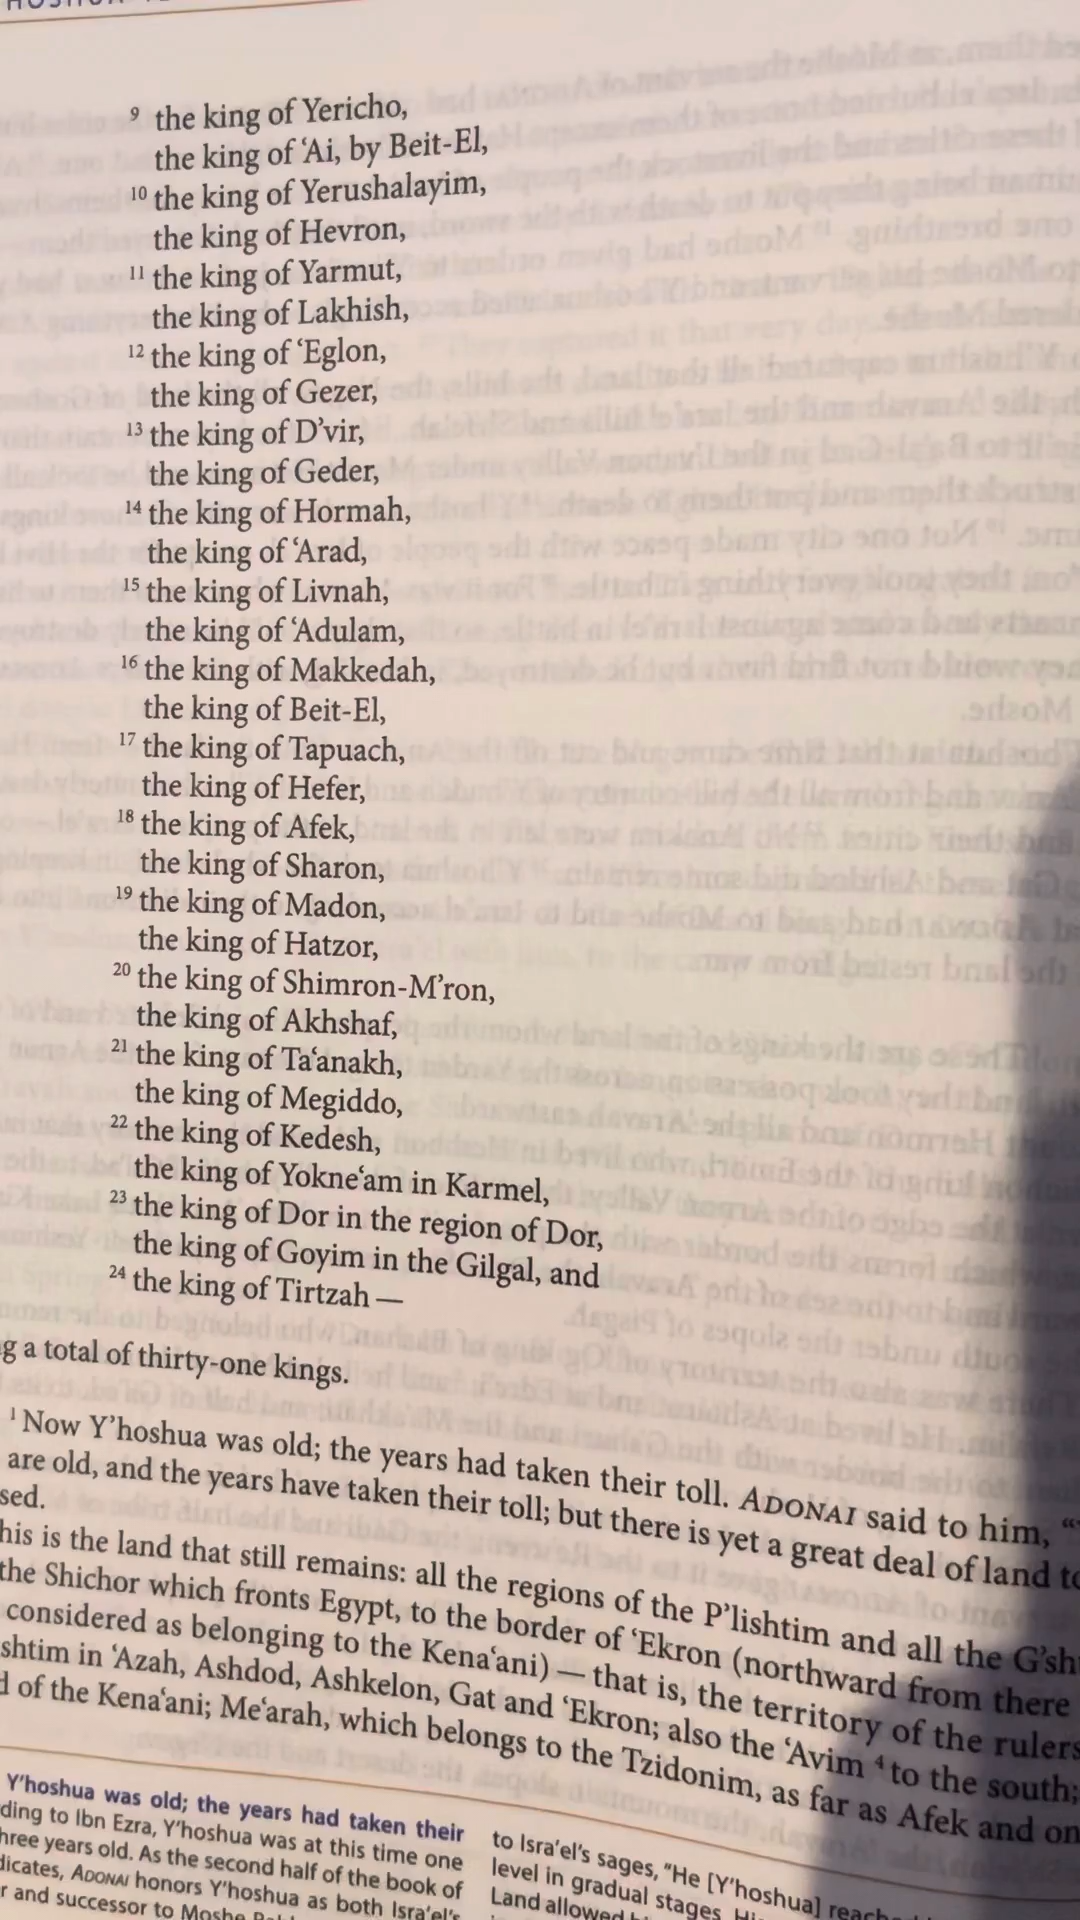 9 the king of Yericho,
the king of ‘Ai, by Beit-El,
10 the king of Yerushalayim,
the king of Hevron,
11 the king of Yarmut,
the king of Lakhish,
12 the king of ‘Eglon,
the king of Gezer,
13 the king of D’vir,
the king of Geder,
14 the king of Hormah,
the king of ‘Arad,
15 the king of Livnah,
the king of ‘Adulam,
16 the king of Makkedah,
the king of Beit-El,
17 the king of Tapuach,
the king of Hefer,
18 the king of Afek,
the king of Sharon,
19 the king of Madon,
the king of Hatzor,
20 the king of Shimron-M’ron,
the king of Akhshaf,
21 the king of Ta‘anakh,
the king of Megiddo,
22 the king of Kedesh,
the king of Yokne‘am in Karmel,
23 the king of Dor in the region of Dor,
the king of Goyim in the Gilgal, and
24 the king of Tirtzah —
g a total of thirty-one kings.
1 Now Y’hoshua was old; the years had taken their toll. ADONAI said to him, “
are old, and the years have taken their toll; but there is yet a great deal of land to
sed.
his is the land that still remains: all the regions of the P’lishtim and all the G’sh
the Shichor which fronts Egypt, to the border of ‘Ekron (northward from there
considered as belonging to the Kena‘ani) — that is, the territory of the rulers
shtim in ‘Azah, Ashdod, Ashkelon, Gat and ‘Ekron; also the ‘Avim 4 to the south;
d of the Kena‘ani; Me‘arah, which belongs to the Tzidonim, as far as Afek and on
Y’hoshua was old; the years had taken their
ding to Ibn Ezra, Y’hoshua was at this time one
hree years old. As the second half of the book of
dicates, ADONAI honors Y’hoshua as both Isra’el’s
r and successor to Moshe
to Isra’el’s sages, “He [Y’hoshua] reach
level in gradual stages.
Land allowed